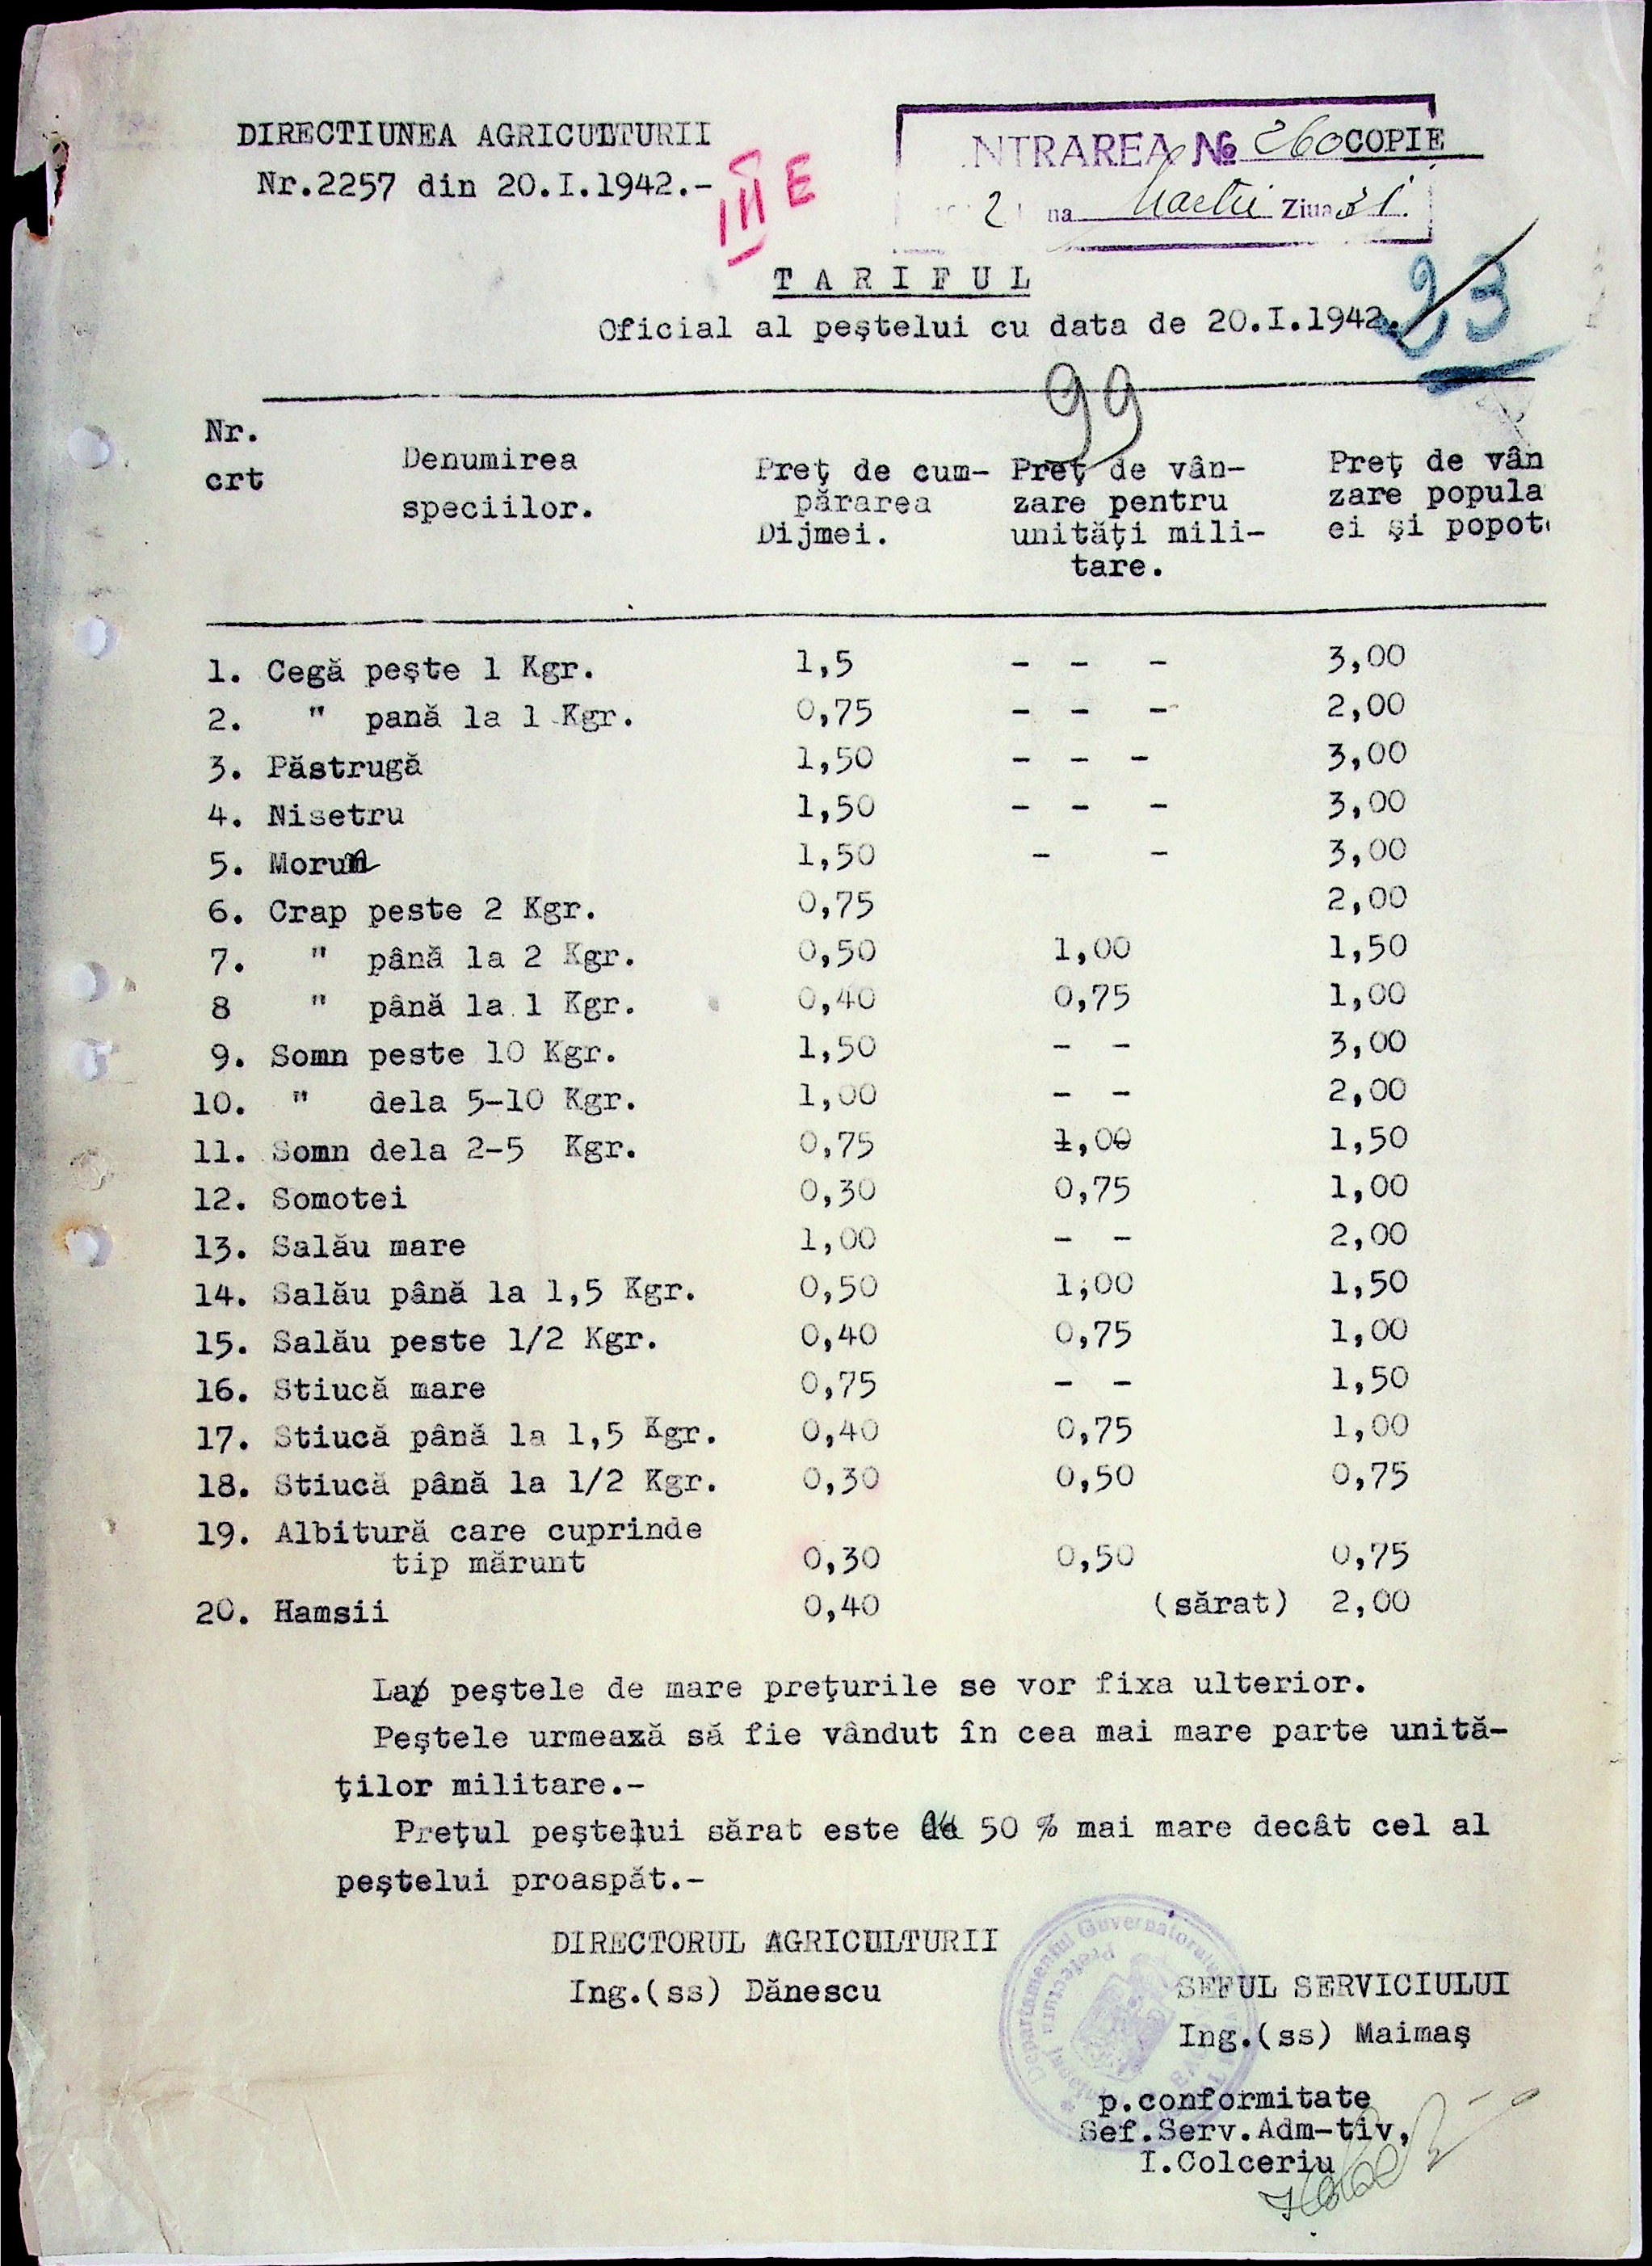 DIRECTIUNEA AGRICULTURII
Nr.2257 din 20.I.1942.-
III E
INTRAREA № 260 COPIE
2 na Martie Ziua 31.
TARIFUL
Oficial al peştelui cu data de 20.I.1942.
23
99
Nr. crt
Denumirea speciilor.
Preţ de cum-părarea Dijmei.
Preţ de vân-zare pentru unităţi mili-tare.
Preţ de vân zare popula ei şi popot
1. Cegă peşte 1 Kgr. 1,5 - - - 3,00
2. " pană la 1 Kgr. 0,75 - - - 2,00
3. Păstrugă 1,50 - - - 3,00
4. Nisetru 1,50 - - - 3,00
5. Morun 1,50 - - 3,00
6. Crap peste 2 Kgr. 0,75 2,00
7. " până la 2 Kgr. 0,50 1,00 1,50
8 " până la 1 Kgr. 0,40 0,75 1,00
9. Somn peste 10 Kgr. 1,50 - - 3,00
10. " dela 5-10 Kgr. 1,00 - - 2,00
11. Somn dela 2-5 Kgr. 0,75 1,00 1,50
12. Somotei 0,30 0,75 1,00
13. Salău mare 1,00 - - 2,00
14. Salău până la 1,5 Kgr. 0,50 1,00 1,50
15. Salău peste 1/2 Kgr. 0,40 0,75 1,00
16. Stiucă mare 0,75 - - 1,50
17. Stiucă până la 1,5 Kgr. 0,40 0,75 1,00
18. Stiucă până la 1/2 Kgr. 0,30 0,50 0,75
19. Albitură care cuprinde
tip mărunt 0,30 0,50 0,75
20. Hamsii 0,40 (sărat) 2,00
La peştele de mare preţurile se vor fixa ulterior.
Peştele urmează să fie vândut în cea mai mare parte unită-
ţilor militare.-
Preţul peştelui sărat este de 50 % mai mare decât cel al
peştelui proaspăt.-
DIRECTORUL AGRICULTURII
Ing.(ss) Dănescu
Departamentul Guvernatorului
Prefectura
SEFUL SERVICIULUI
Ing.(ss) Maimaş
p.conformitate
Sef.Serv.Adm-tiv,
I.Colceriu